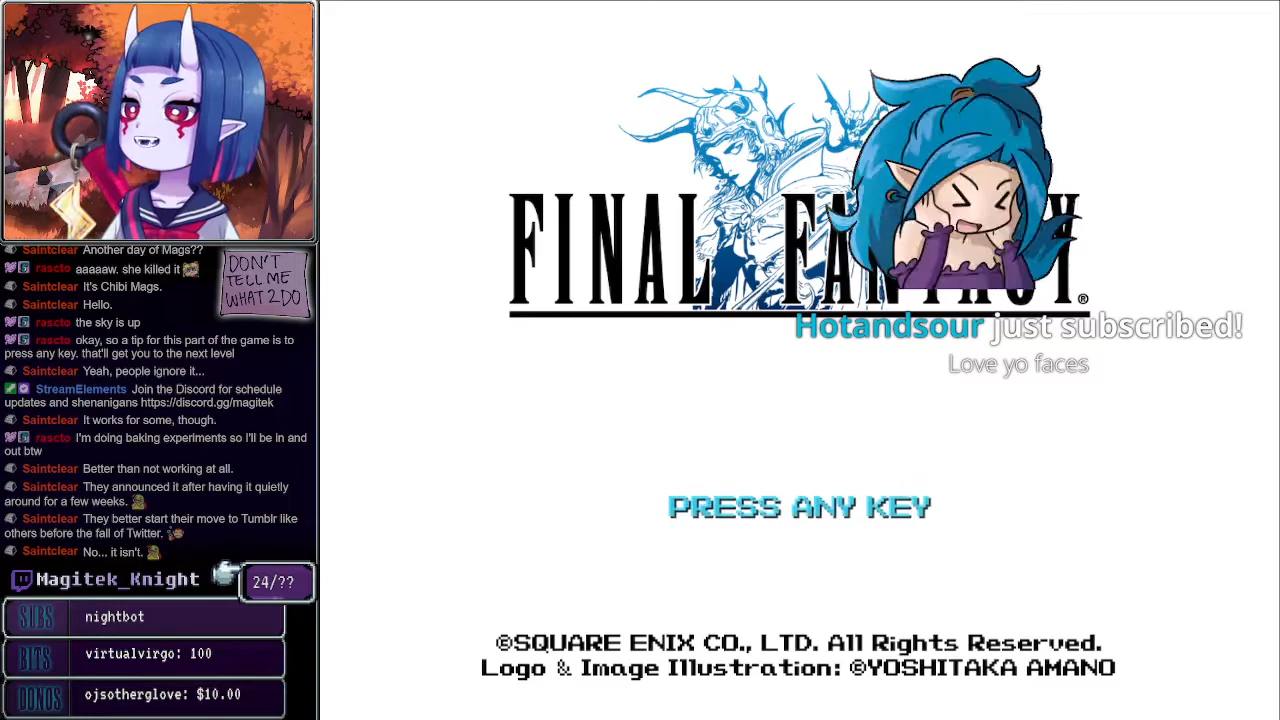 Saintclear Another day of Mags??
rascto aaaaaw. she killed it
Saintclear It's Chibi Mags.
Saintclear Hello.
rascto the sky is up
rascto okay, so a tip for this part of the game is to
press any key. that'll get you to the next level
Saintclear Yeah, people ignore it...
StreamElements Join the Discord for schedule
updates and shenanigans https://discord.gg/magitek
Saintclear It works for some, though.
rascto I'm doing baking experiments so I'll be in and
out btw
Saintclear Better than not working at all.
Saintclear They announced it after having it quietly
around for a few weeks.
Saintclear They better start their move to Tumblr like
others before the fall of Twitter.
Saintclear No... it isn't.
DON'T
TELL ME
WHAT 2 DO
Magitek_Knight
24/??
SUBS nightbot
BITS virtualvirgo: 100
DONOS ojsotherglove: $10.00
FINAL FANTASY®
Hotandsour just subscribed!
Love yo faces
PRESS ANY KEY
©SQUARE ENIX CO., LTD. All Rights Reserved.
Logo & Image Illustration: ©YOSHITAKA AMANO